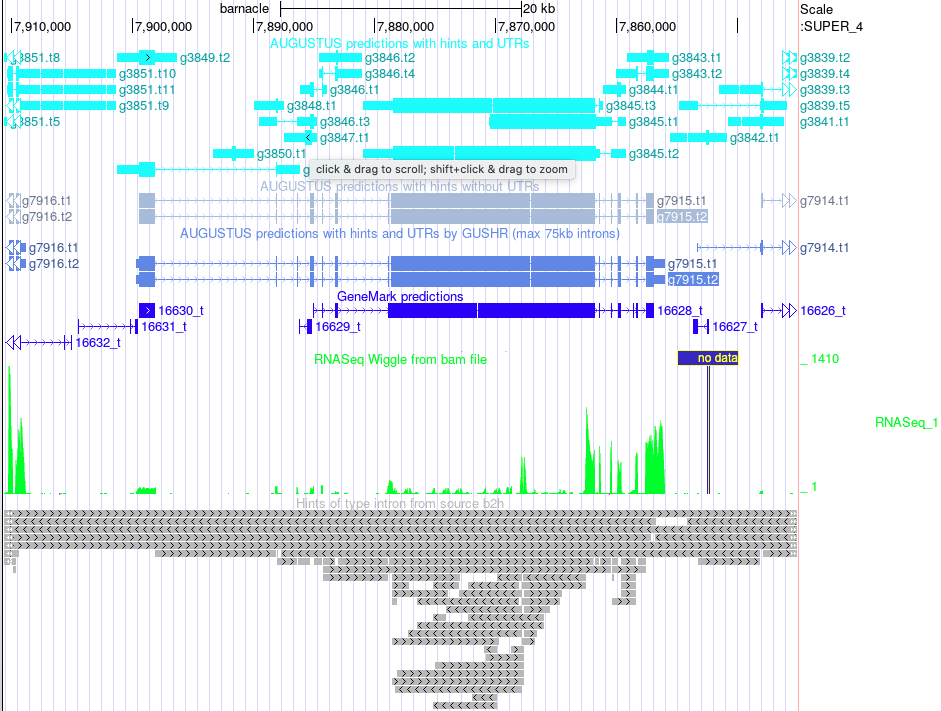 barnacle 20 kb Scale
7,910,000 7,900,000 7,890,000 7,880,000 7,870,000 7,860,000 :SUPER_4
AUGUSTUS predictions with hints and UTRs
g3851.t8 g3849.t2 g3846.t2 g3843.t1 g3839.t2
g3851.t10 g3846.t4 g3843.t2 g3839.t4
g3851.t11 g3846.t1 g3844.t1 g3839.t3
g3851.t9 g3848.t1 g3845.t3 g3839.t5
g3851.t5 g3846.t3 g3845.t1 g3841.t1
g3847.t1 g3842.t1
g3850.t1 g3845.t2
g click & drag to scroll; shift+click & drag to zoom
AUGUSTUS predictions with hints without UTRs
g7916.t1 g7915.t1 g7914.t1
g7916.t2 g7915.t2
AUGUSTUS predictions with hints and UTRs by GUSHR (max 75kb introns)
g7916.t1 g7914.t1
g7916.t2 g7915.t1
g7915.t2
GeneMark predictions
16630_t 16628_t 16626_t
16631_t 16629_t 16627_t
16632_t
RNASeq Wiggle from bam file no data _ 1410
RNASeq_1
_ 1
Hints of type intron from source b2h